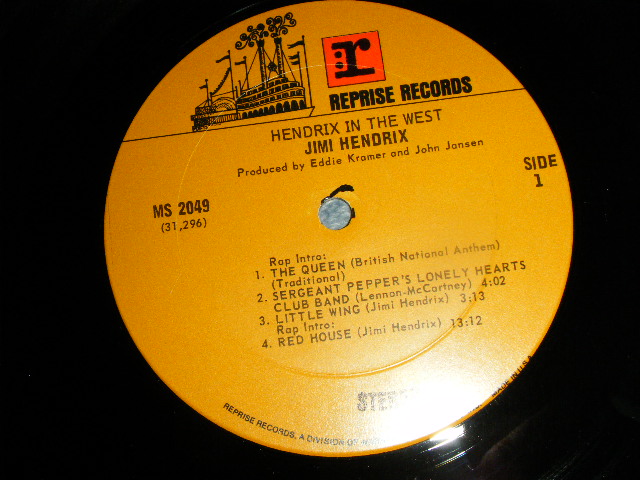 r
REPRISE RECORDS
HENDRIX IN THE WEST
JIMI HENDRIX
Produced by Eddie Kramer and John Jansen
SIDE
1
MS 2049
(31,296)
Rap Intro:
1. THE QUEEN (British National Anthem)
(Traditional)
2. SERGEANT PEPPER'S LONELY HEARTS
CLUB BAND (Lennon-McCartney) 4:02
3. LITTLE WING (Jimi Hendrix) 3:13
Rap Intro:
4. RED HOUSE (Jimi Hendrix) 13:12
REPRISE RECORDS, A DIVISION OF MADE IN U.S.A.